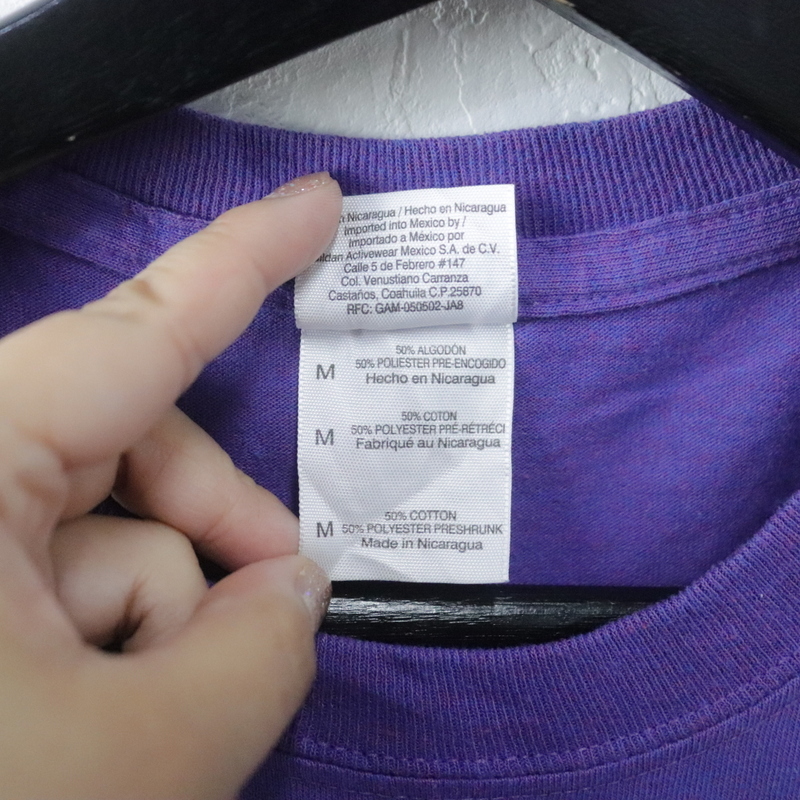 Nicaragua / Hecho en Nicaragua
Imported into Mexico by /
Importado a México por
Activewear Mexico S.A. de C.V.
Calle 5 de Febrero #147
Col. Venustiano Carranza
Castaños, Coahuila C.P.25870
RFC: GAM-050502-JA8
50% ALGODÓN
M 50% POLIESTER PRE-ENCOGIDO
Hecho en Nicaragua
50% COTON
M 50% POLYESTER PRÉ-RÉTRÉCI
Fabriqué au Nicaragua
50% COTTON
M 50% POLYESTER PRESHRUNK
Made in Nicaragua